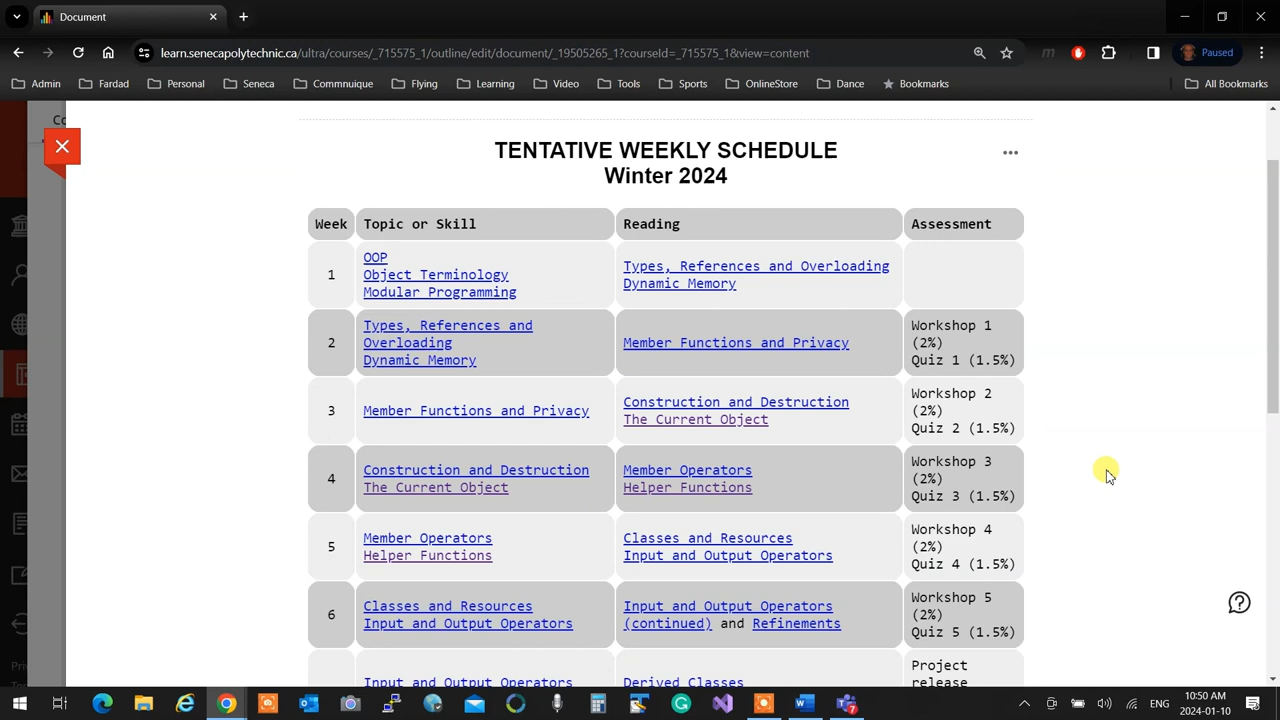 Document
learn.senecapolytechnic.ca/ultra/courses/_715575_1/outline/edit/document/_19505265_1?courseId=_715575_1&view=content
Paused
Admin
Fardad
Personal
Seneca
Commnuique
Flying
Learning
Video
Tools
Sports
OnlineStore
Dance
Bookmarks
All Bookmarks
TENTATIVE WEEKLY SCHEDULE
Winter 2024
Week Topic or Skill Reading Assessment
1
OOP
Object Terminology
Modular Programming
Types, References and Overloading
Dynamic Memory
2
Types, References and
Overloading
Dynamic Memory
Member Functions and Privacy
Workshop 1
(2%)
Quiz 1 (1.5%)
3
Member Functions and Privacy
Construction and Destruction
The Current Object
Workshop 2
(2%)
Quiz 2 (1.5%)
4
Construction and Destruction
The Current Object
Member Operators
Helper Functions
Workshop 3
(2%)
Quiz 3 (1.5%)
5
Member Operators
Helper Functions
Classes and Resources
Input and Output Operators
Workshop 4
(2%)
Quiz 4 (1.5%)
6
Classes and Resources
Input and Output Operators
Input and Output Operators
(continued) and Refinements
Workshop 5
(2%)
Quiz 5 (1.5%)
Input and Output Operators
Derived Classes
Project
release
ENG
10:50 AM
2024-01-10